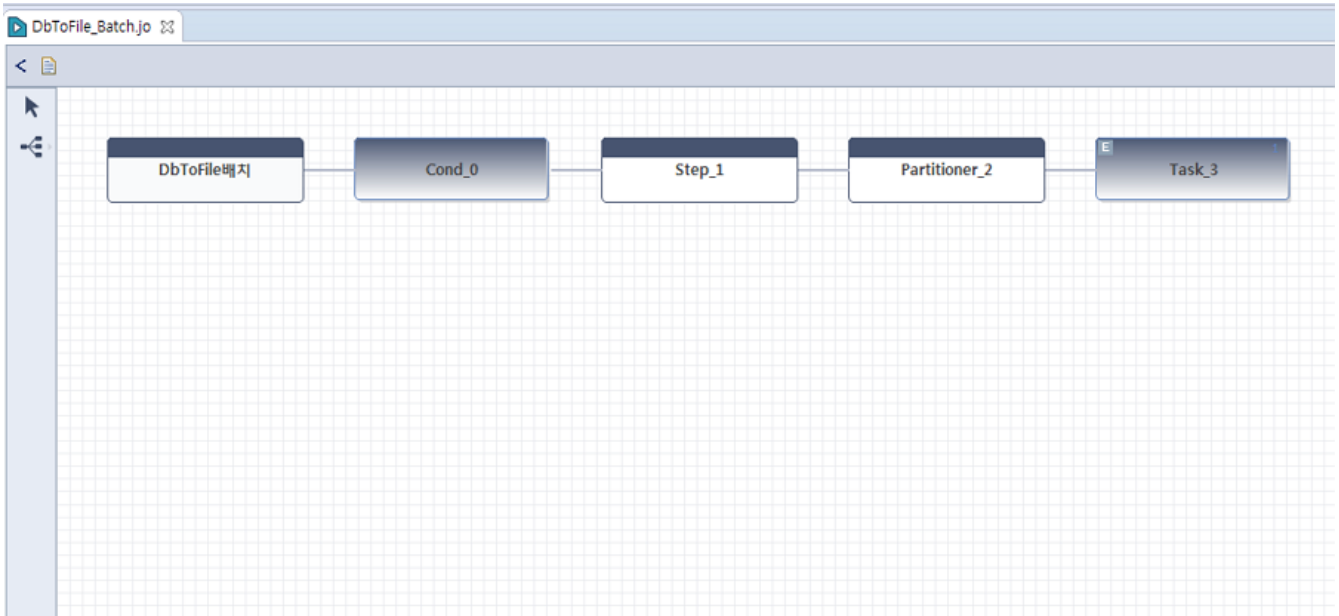 DbToFile_Batch.jo
DbToFile배치
Cond_0
Step_1
Partitioner_2
E
Task_3